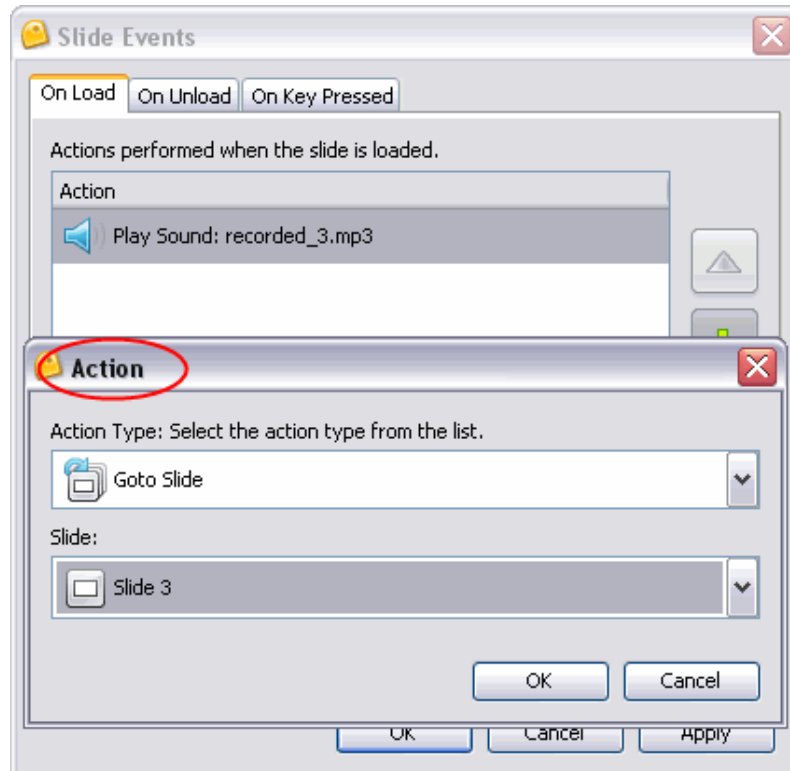 Slide Events
On Load On Unload On Key Pressed
Actions performed when the slide is loaded.
Action
Play Sound: recorded_3.mp3
Action
Action Type: Select the action type from the list.
Goto Slide
Slide:
Slide 3
OK Cancel
OK Cancel Apply